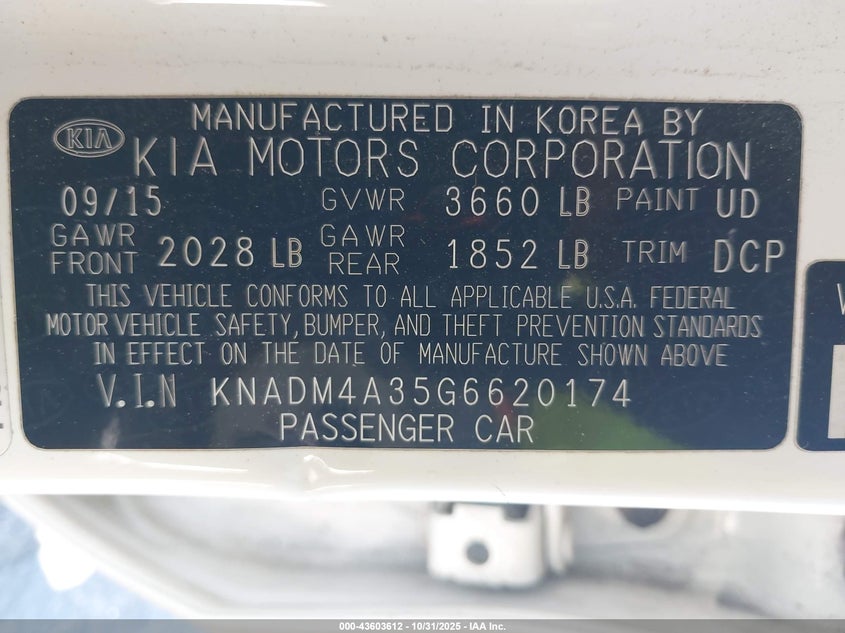 MANUFACTURED IN KOREA BY
KIA KIA MOTORS CORPORATION
09/15 GVWR 3660 LB PAINT UD
GAWR FRONT 2028 LB GAWR REAR 1852 LB TRIM DCP
THIS VEHICLE CONFORMS TO ALL APPLICABLE U.S.A. FEDERAL
MOTOR VEHICLE SAFETY, BUMPER, AND THEFT PREVENTION STANDARDS
IN EFFECT ON THE DATE OF MANUFACTURE SHOWN ABOVE
V.I.N KNADM4A35G6620174
PASSENGER CAR
000-43603612 - 10/31/2025 - IAA Inc.